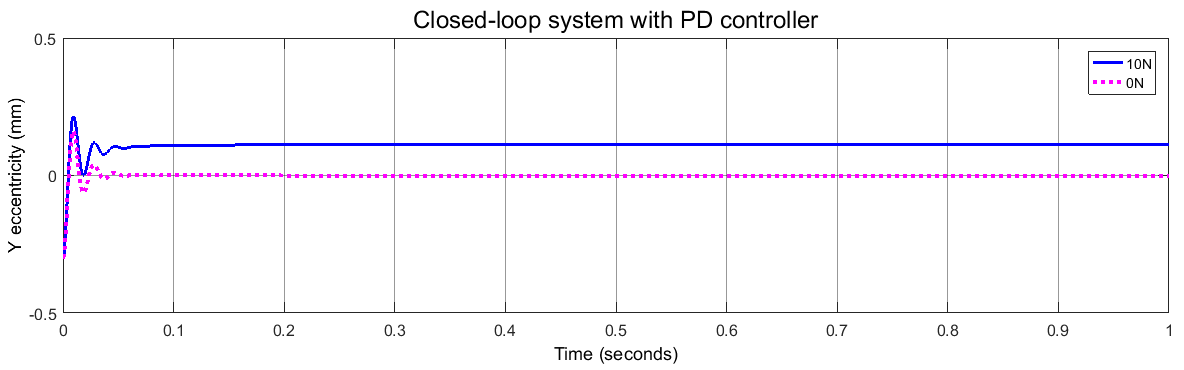 Closed-loop system with PD controller
0.5
10N
0N
Y eccentricity (mm)
0
-0.5
0 0.1 0.2 0.3 0.4 0.5 0.6 0.7 0.8 0.9 1
Time (seconds)